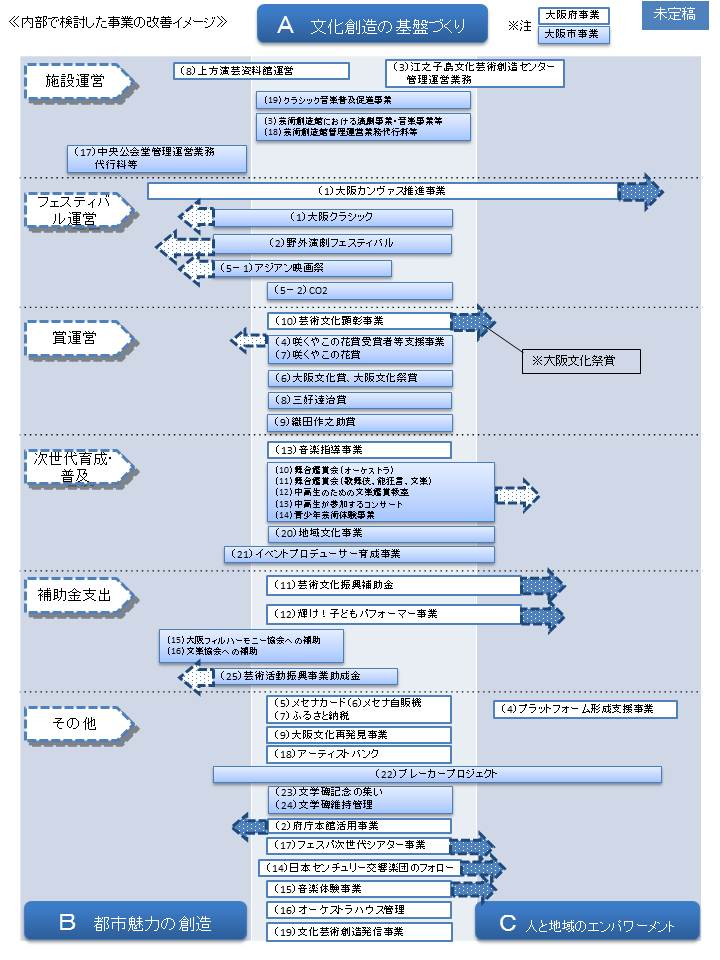 ≪内部で検討した事業の改善イメージ≫
A 文化創造の基盤づくり
※注
大阪府事業
大阪市事業
未定稿
施設運営
(8)上方演芸資料館運営
(3)江之子島文化芸術創造センター
管理運営業務
(19)クラシック音楽普及促進事業
(3)芸術創造館における演劇事業・音楽事業等
(18)芸術創造館管理運営業務代行料等
(17)中央公会堂管理運営業務
代行料等
フェスティバ
ル運営
(1)大阪カンヴァス推進事業
(1)大阪クラシック
(2)野外演劇フェスティバル
(5-1)アジアン映画祭
(5-2)CO2
賞運営
(10)芸術文化顕彰事業
(4)咲くやこの花賞受賞者等支援事業
(7)咲くやこの花賞
※大阪文化祭賞
(6)大阪文化賞、大阪文化祭賞
(8)三好達治賞
(9)織田作之助賞
次世代育成・
普及
(13)音楽指導事業
(10)舞台鑑賞会(オーケストラ)
(11)舞台鑑賞会(歌舞伎、能狂言、文楽)
(12)中高生のための文楽鑑賞教室
(13)中高生が参加するコンサート
(14)青少年芸術体験事業
(20)地域文化事業
(21)イベントプロデューサー育成事業
補助金支出
(11)芸術文化振興補助金
(12)輝け!子どもパフォーマー事業
(15)大阪フィルハーモニー協会への補助
(16)文楽協会への補助
(25)芸術活動振興事業助成金
その他
(5)メセナカード(6)メセナ自販機
(7)ふるさと納税
(4)プラットフォーム形成支援事業
(9)大阪文化再発見事業
(18)アーティストバンク
(22)ブレーカープロジェクト
(23)文学碑記念の集い
(24)文学碑維持管理
(2)府庁本館活用事業
(17)フェスパ次世代シアター事業
(14)日本センチュリー交響楽団のフォロー
(15)音楽体験事業
(16)オーケストラハウス管理
(19)文化芸術創造発信事業
B 都市魅力の創造
C 人と地域のエンパワーメント